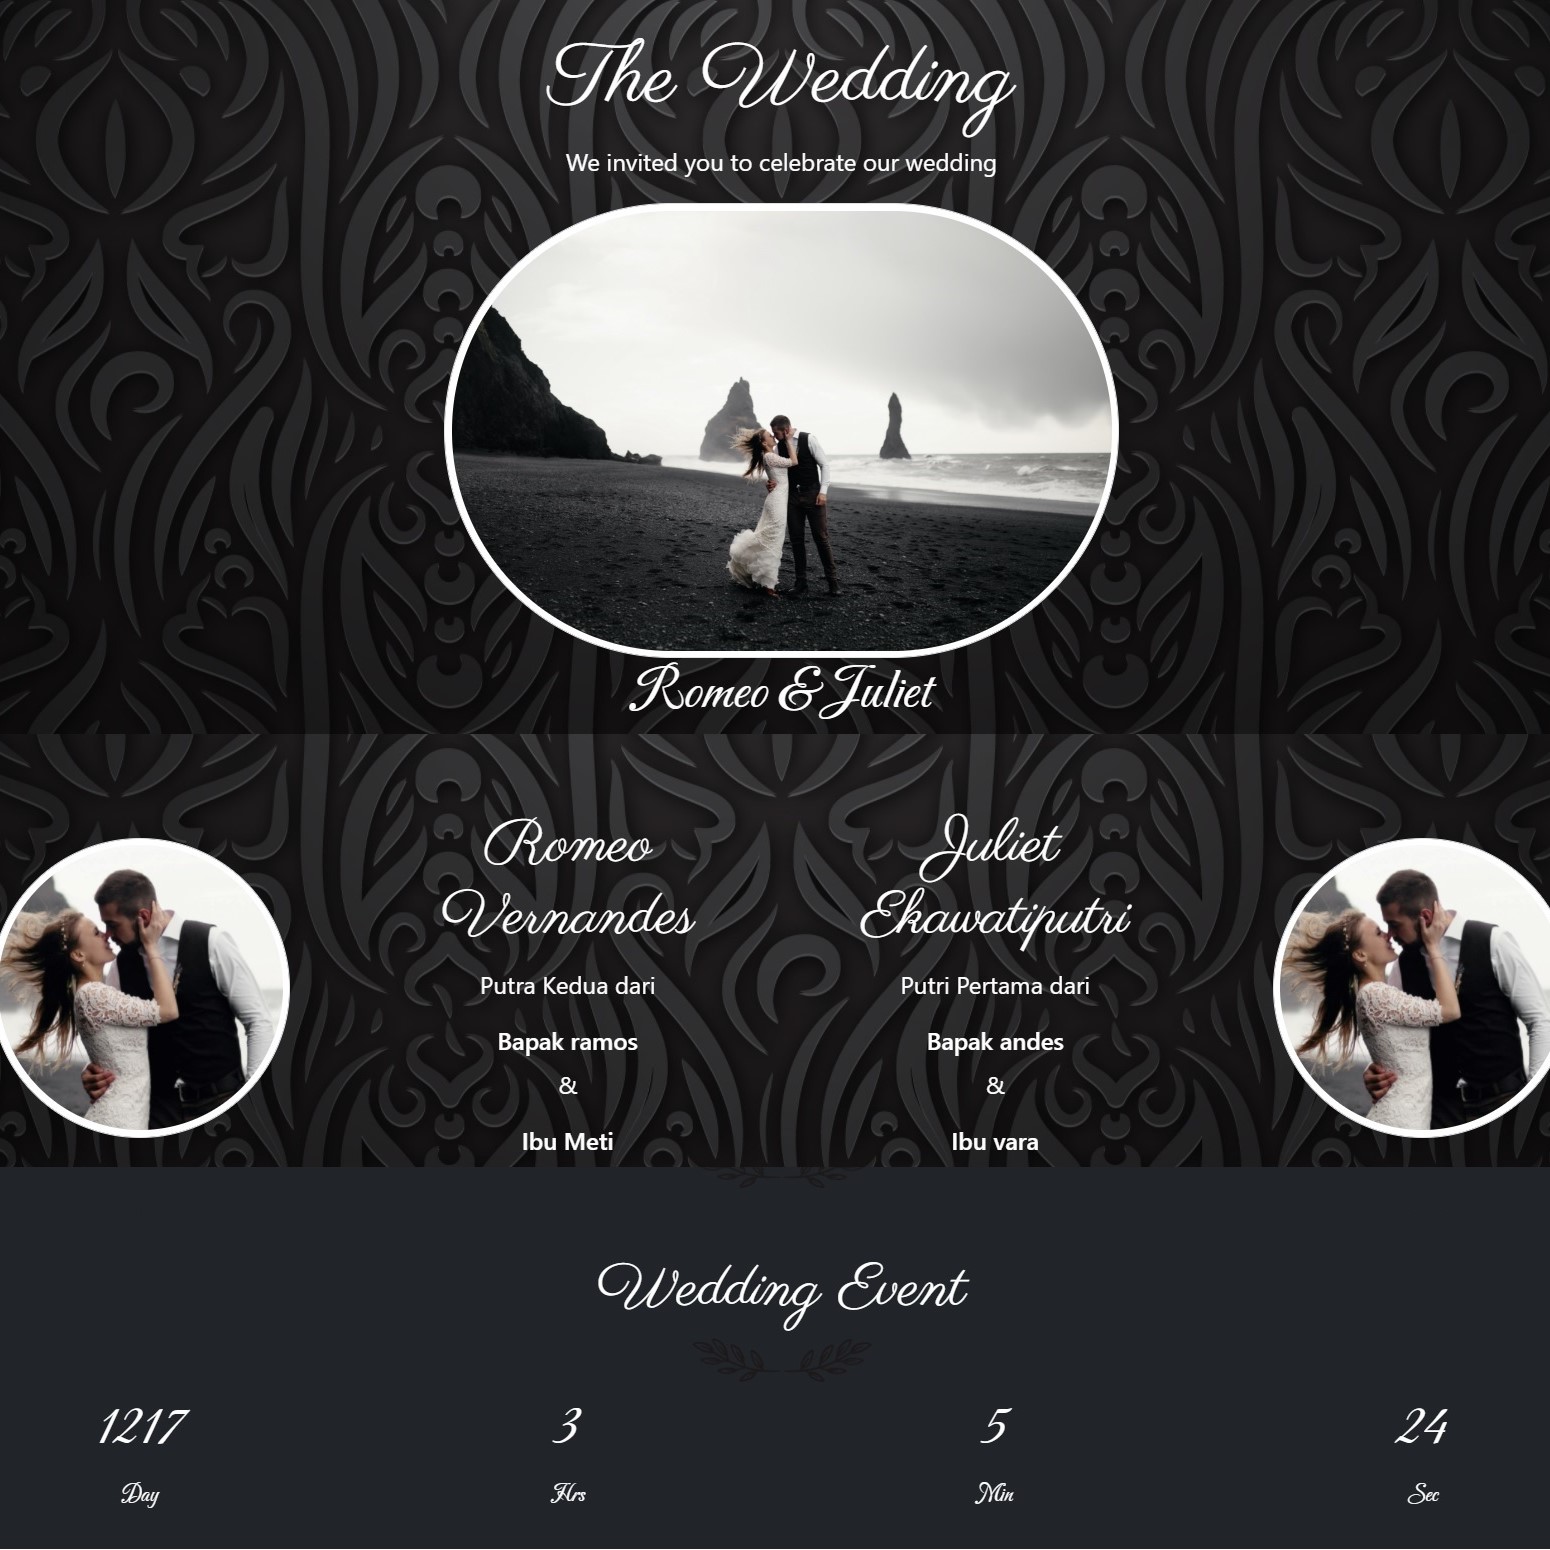 The Wedding
We invited you to celebrate our wedding
Romeo & Juliet
Romeo
Vernandes
Putra Kedua dari
Bapak ramos
&
Ibu Meti
Juliet
Ekawatiputri
Putri Pertama dari
Bapak andes
&
Ibu vara
Wedding Event
1217
Day
3
Hrs
5
Min
24
Sec